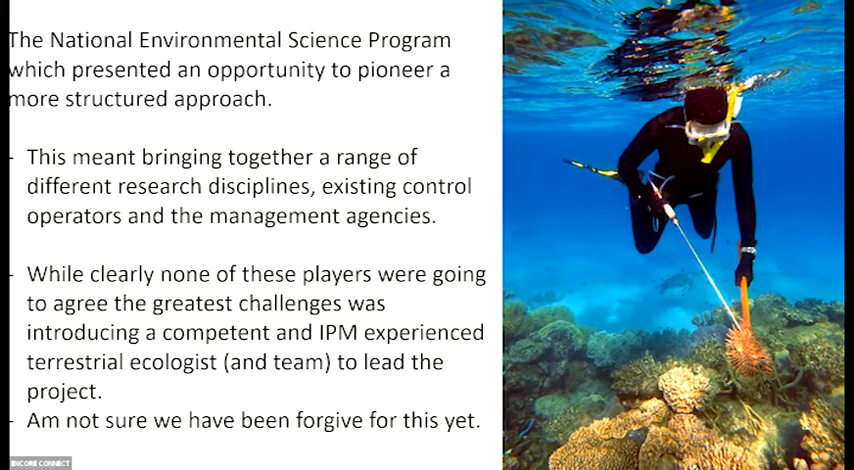 The National Environmental Science Program
which presented an opportunity to pioneer a
more structured approach.
- This meant bringing together a range of
different research disciplines, existing control
operators and the management agencies.
- While clearly none of these players were going
to agree the greatest challenges was
introducing a competent and IPM experienced
terrestrial ecologist (and team) to lead the
project.
- Am not sure we have been forgive for this yet.
ENCORE CONNECT